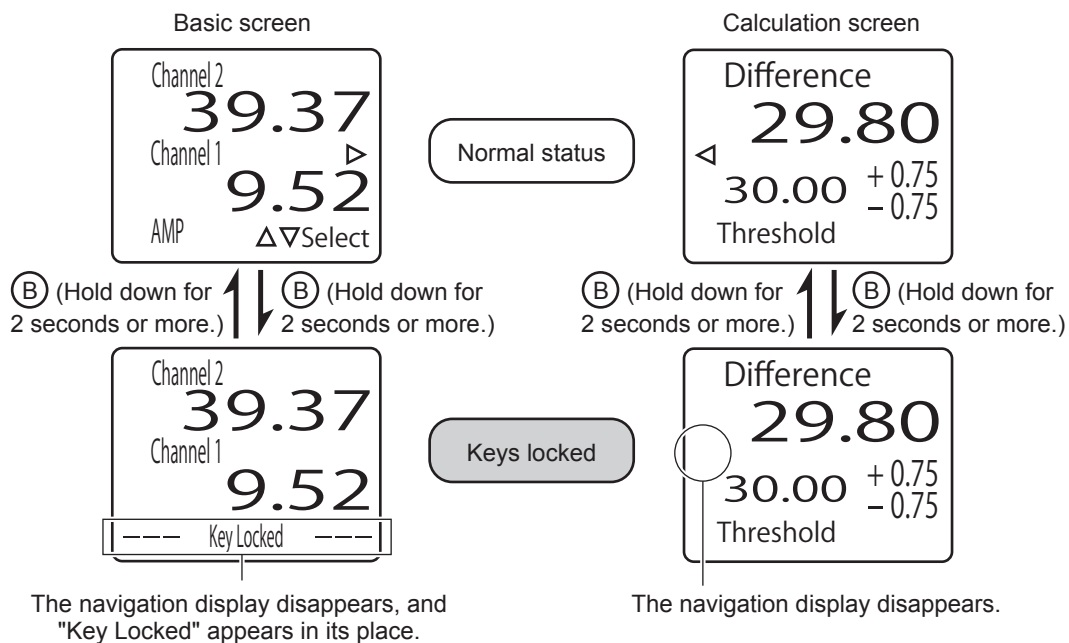 Basic screen
Calculation screen
Channel 2
39.37
Channel 1
▷
9.52
AMP △▽Select
Normal status
Difference
29.80
◁
30.00 + 0.75
− 0.75
Threshold
B (Hold down for
2 seconds or more.)
B (Hold down for
2 seconds or more.)
B (Hold down for
2 seconds or more.)
B (Hold down for
2 seconds or more.)
Channel 2
39.37
Channel 1
9.52
——— Key Locked ———
Keys locked
Difference
29.80
30.00 + 0.75
− 0.75
Threshold
The navigation display disappears, and
"Key Locked" appears in its place.
The navigation display disappears.